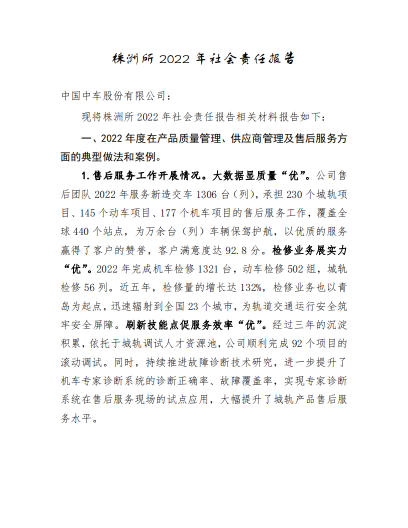 株洲所 2022 年社会责任报告
中国中车股份有限公司：
现将株洲所 2022 年社会责任报告相关材料报告如下：
一、2022 年度在产品质量管理、供应商管理及售后服务方
面的典型做法和案例。
1.售后服务工作开展情况。大数据显质量“优”。公司售
后团队 2022 年服务新造交车 1306 台（列），承担 230 个城轨项
目、145 个动车项目、177 个机车项目的售后服务工作，覆盖全
球 440 个站点，为万余台（列）车辆保驾护航，以优质的服务
赢得了客户的赞誉，客户满意度达 92.8 分。检修业务展实力
“优”。2022 年完成机车检修 1321 台，动车检修 502 组，城轨
检修 56 列。近五年，检修量的增长达 132%，检修业务也以青
岛为起点，迅速辐射到全国 23 个城市，为轨道交通运行安全筑
牢安全屏障。刷新技能点促服务效率“优”。经过三年的沉淀
积累，依托于城轨调试人才资源池，公司顺利完成 92 个项目的
滚动调试。同时，持续推进故障诊断技术研究，进一步提升了
机车专家诊断系统的诊断正确率、故障覆盖率，实现专家诊断
系统在售后服务现场的试点应用，大幅提升了城轨产品售后服
务水平。